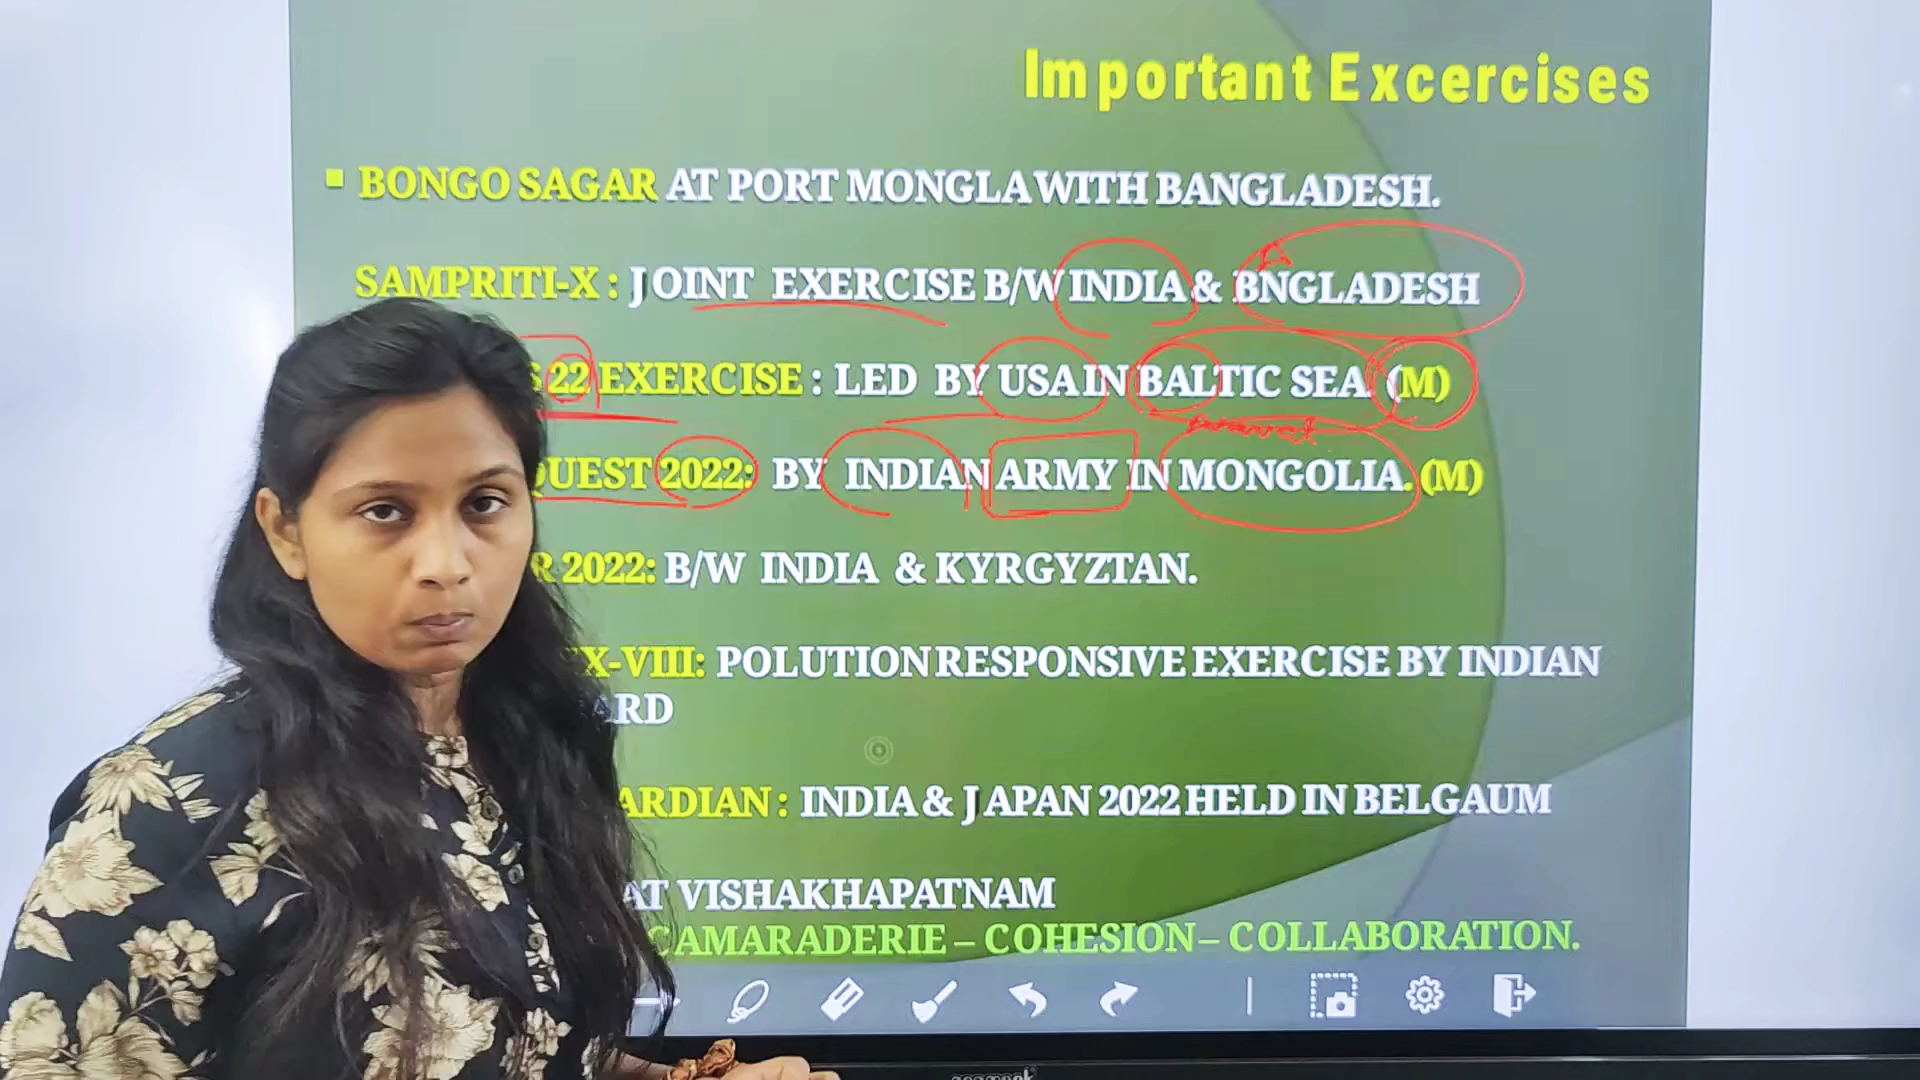 Important Excercises
BONGO SAGAR AT PORT MONGLA WITH BANGLADESH.
SAMPRITI-X : JOINT EXERCISE B/W INDIA & BNGLADESH
S 22 EXERCISE : LED BY USA IN BALTIC SEA. (M)
QUEST 2022: BY INDIAN ARMY IN MONGOLIA. (M)
R 2022: B/W INDIA & KYRGYZTAN.
X-VIII: POLUTION RESPONSIVE EXERCISE BY INDIAN
ARD
ARDIAN : INDIA & JAPAN 2022 HELD IN BELGAUM
AT VISHAKHAPATNAM
CAMARADERIE – COHESION – COLLABORATION.